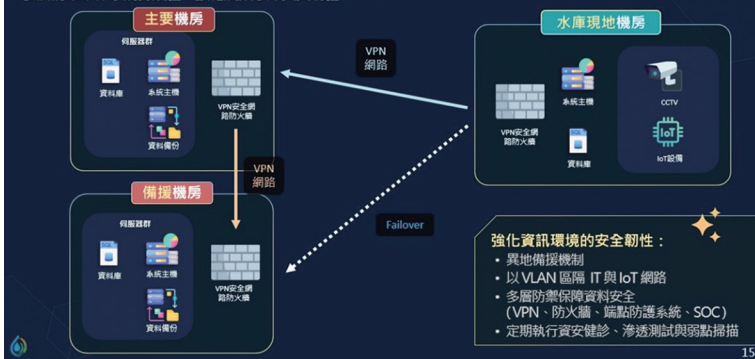 主要機房
伺服器群
SQL
資料庫
系統主機
資料備份
VPN安全網
路防火牆
VPN
網路
水庫現地機房
VPN安全網
路防火牆
系統主機
SQL
資料庫
CCTV
IoT
IoT設備
VPN
網路
備援機房
伺服器群
SQL
資料庫
系統主機
資料備份
VPN安全網
路防火牆
Failover
強化資訊環境的安全韌性：
• 異地備援機制
• 以 VLAN 區隔 IT 與 IoT 網路
• 多層防禦保障資料安全
(VPN、防火牆、端點防護系統、SOC)
• 定期執行資安健診、滲透測試與弱點掃描
15